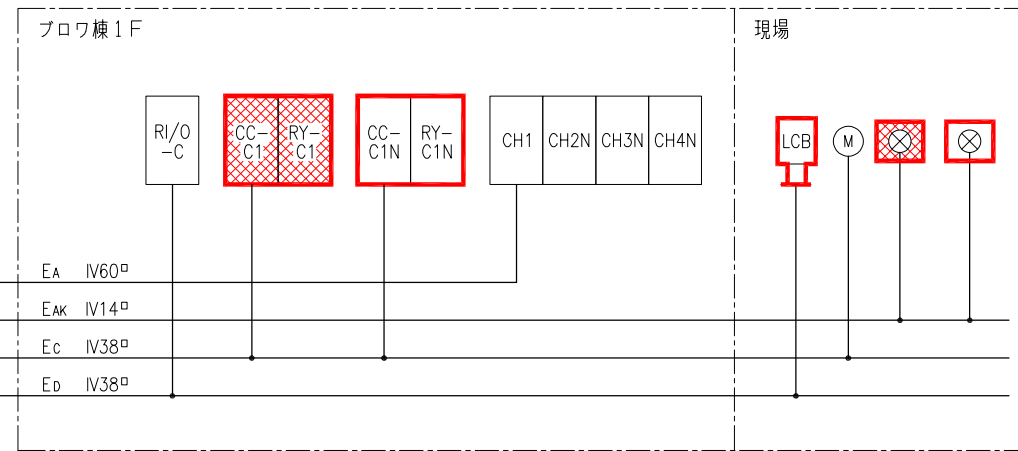 ブロワ棟1F
現場
RI/O
-C
CC-
C1
RY-
C1
CC-
C1N
RY-
C1N
CH1
CH2N
CH3N
CH4N
LCB
M
EA IV60□
EAK IV14□
EC IV38□
ED IV38□